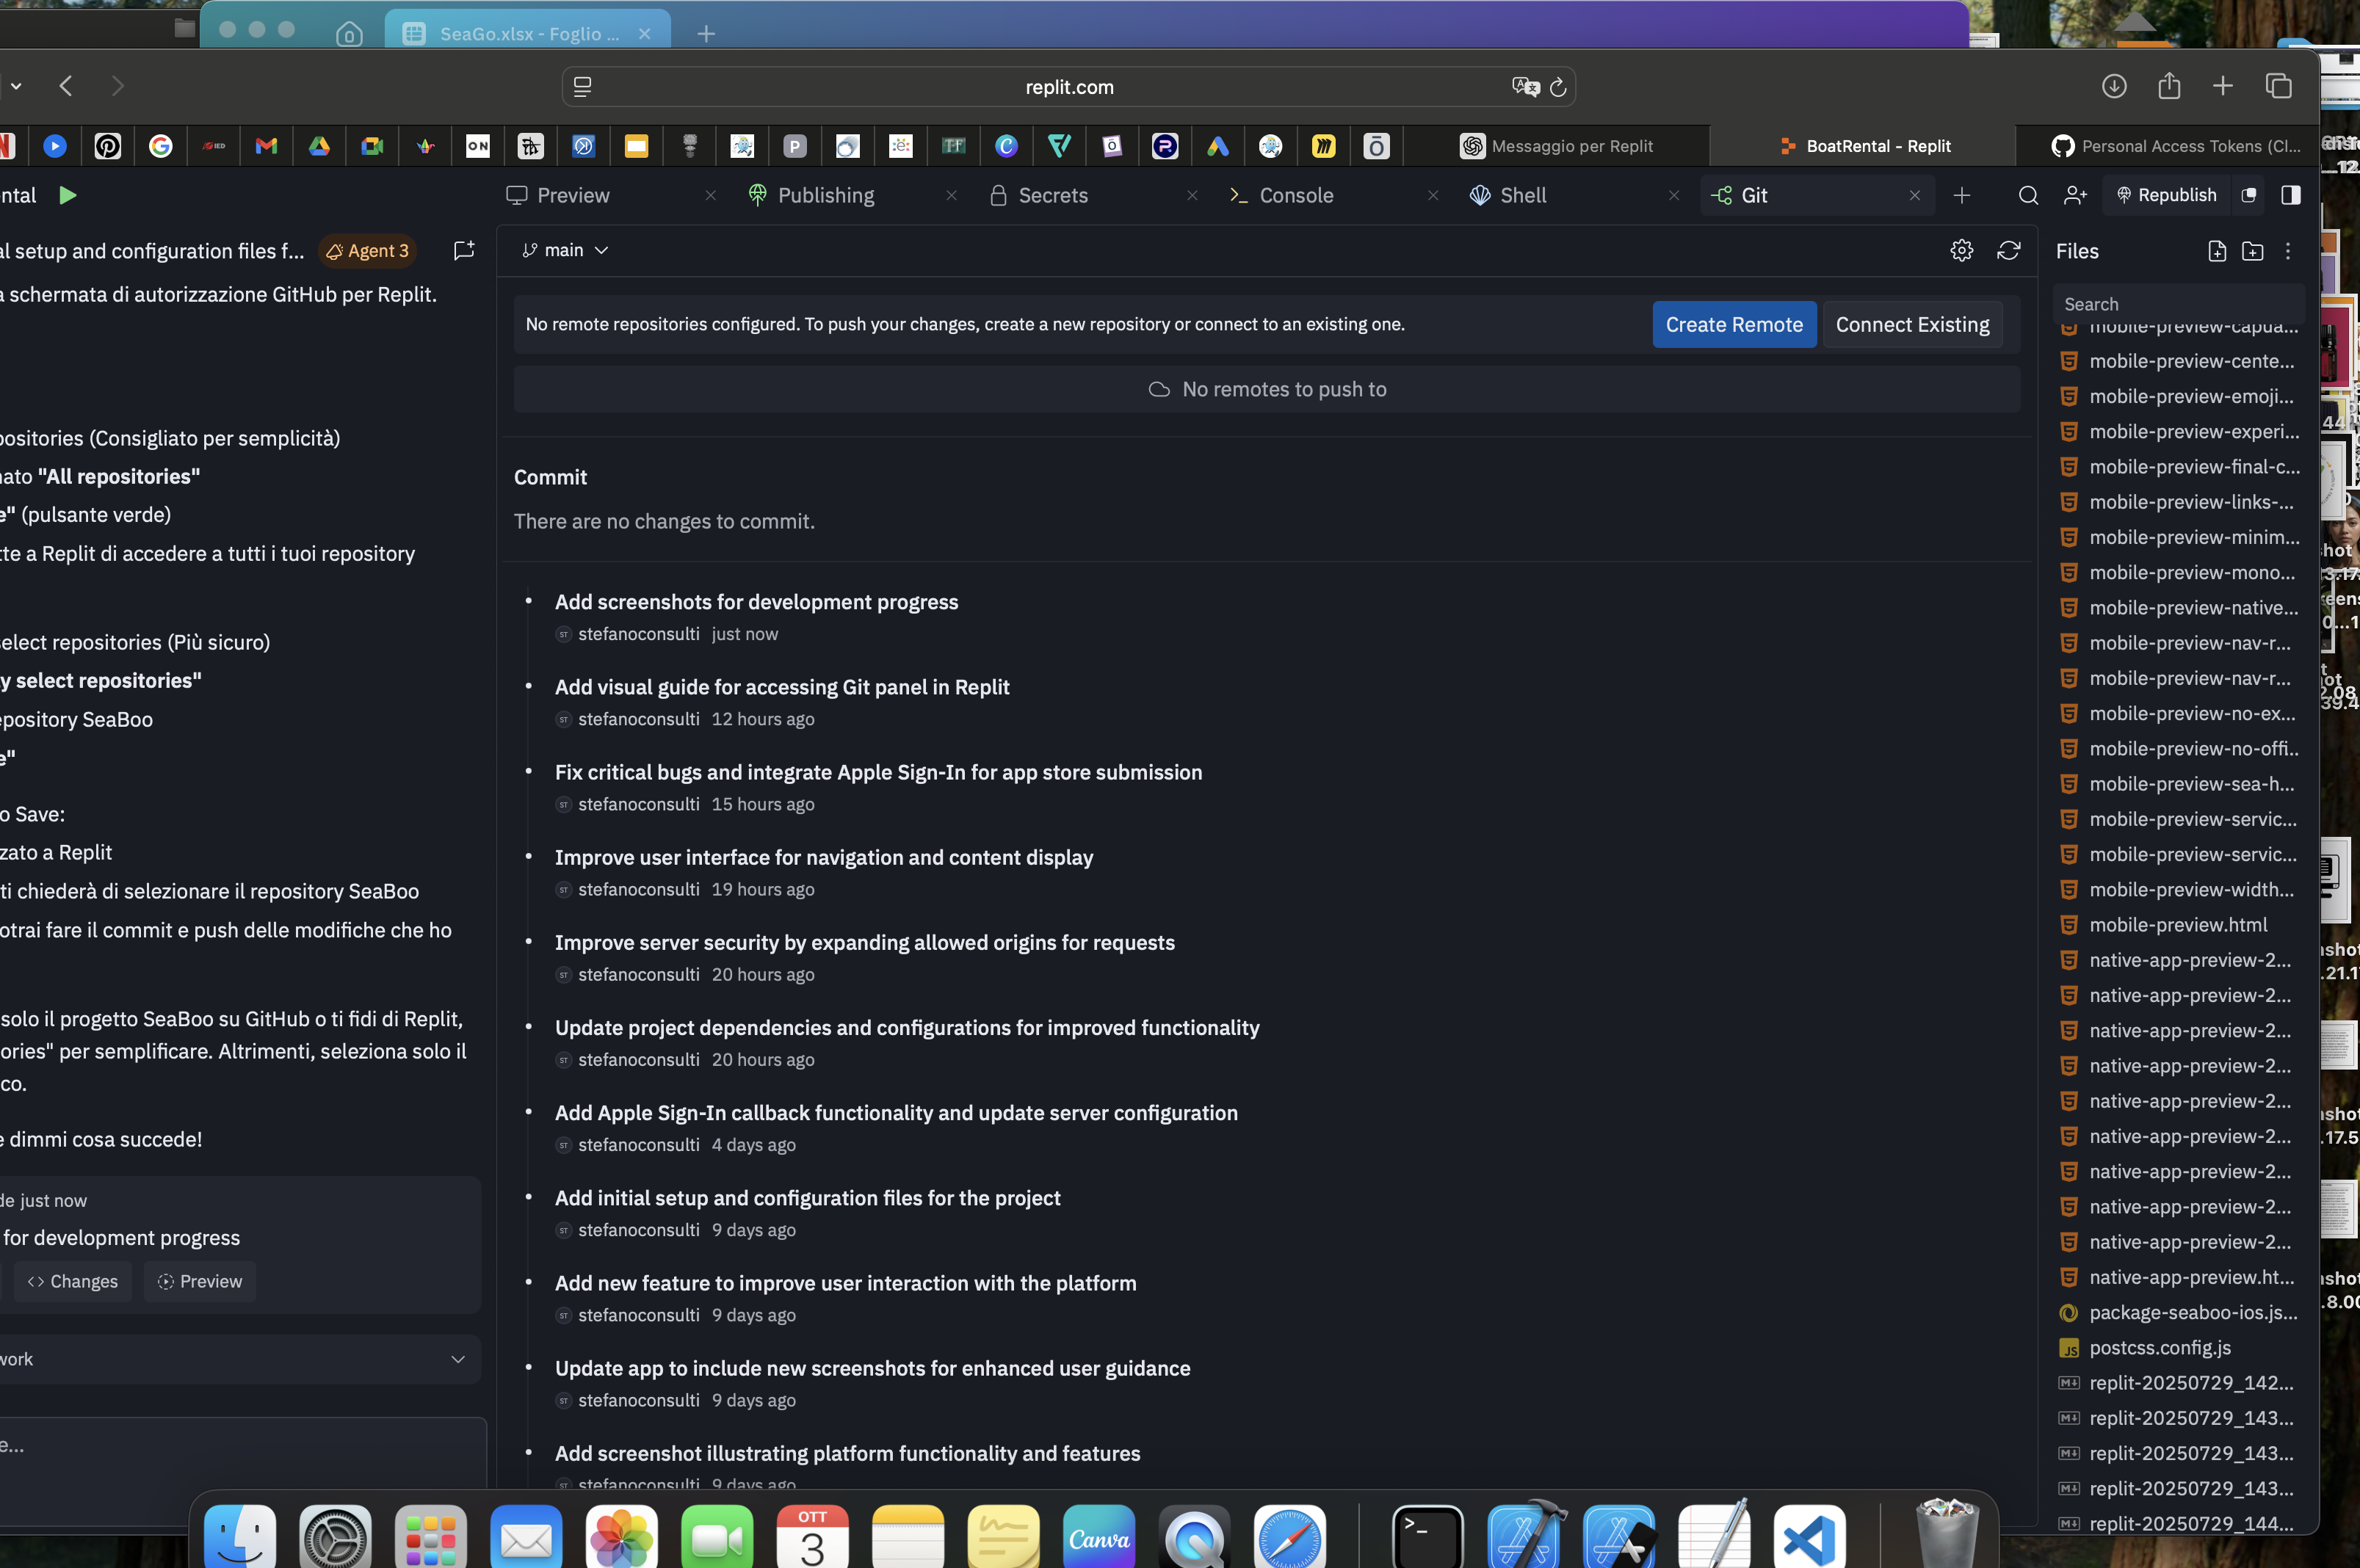 SeaGo.xlsx - Foglio ...
replit.com
ON
Messaggio per Replit
BoatRental - Replit
Personal Access Tokens (Cl...
ntal
Preview
Publishing
Secrets
Console
Shell
Git
Republish
al setup and configuration files f...
Agent 3
a schermata di autorizzazione GitHub per Replit.
positories (Consigliato per semplicità)
nato "All repositories"
e" (pulsante verde)
tte a Replit di accedere a tutti i tuoi repository
select repositories (Più sicuro)
y select repositories"
epository SeaBoo
e"
o Save:
zato a Replit
ti chiederà di selezionare il repository SeaBoo
otrai fare il commit e push delle modifiche che ho
solo il progetto SeaBoo su GitHub o ti fidi di Replit,
ories" per semplificare. Altrimenti, seleziona solo il
co.
e dimmi cosa succede!
de just now
for development progress
Changes
Preview
work
e...
main
No remote repositories configured. To push your changes, create a new repository or connect to an existing one.
Create Remote
Connect Existing
No remotes to push to
Commit
There are no changes to commit.
Add screenshots for development progress
ST stefanoconsulti just now
Add visual guide for accessing Git panel in Replit
ST stefanoconsulti 12 hours ago
Fix critical bugs and integrate Apple Sign-In for app store submission
ST stefanoconsulti 15 hours ago
Improve user interface for navigation and content display
ST stefanoconsulti 19 hours ago
Improve server security by expanding allowed origins for requests
ST stefanoconsulti 20 hours ago
Update project dependencies and configurations for improved functionality
ST stefanoconsulti 20 hours ago
Add Apple Sign-In callback functionality and update server configuration
ST stefanoconsulti 4 days ago
Add initial setup and configuration files for the project
ST stefanoconsulti 9 days ago
Add new feature to improve user interaction with the platform
ST stefanoconsulti 9 days ago
Update app to include new screenshots for enhanced user guidance
ST stefanoconsulti 9 days ago
Add screenshot illustrating platform functionality and features
ST stefanoconsulti 9 days ago
Files
Search
mobile-preview-capua...
mobile-preview-cente...
mobile-preview-emoji...
mobile-preview-experi...
mobile-preview-final-c...
mobile-preview-links-...
mobile-preview-minim...
mobile-preview-mono...
mobile-preview-native...
mobile-preview-nav-r...
mobile-preview-nav-r...
mobile-preview-no-ex...
mobile-preview-no-offi...
mobile-preview-sea-h...
mobile-preview-servic...
mobile-preview-servic...
mobile-preview-width...
mobile-preview.html
native-app-preview-2...
native-app-preview-2...
native-app-preview-2...
native-app-preview-2...
native-app-preview-2...
native-app-preview-2...
native-app-preview-2...
native-app-preview-2...
native-app-preview-2...
native-app-preview.ht...
package-seaboo-ios.js...
postcss.config.js
replit-20250729_142...
replit-20250729_143...
replit-20250729_143...
replit-20250729_143...
replit-20250729_144...
OTT
3
Canva